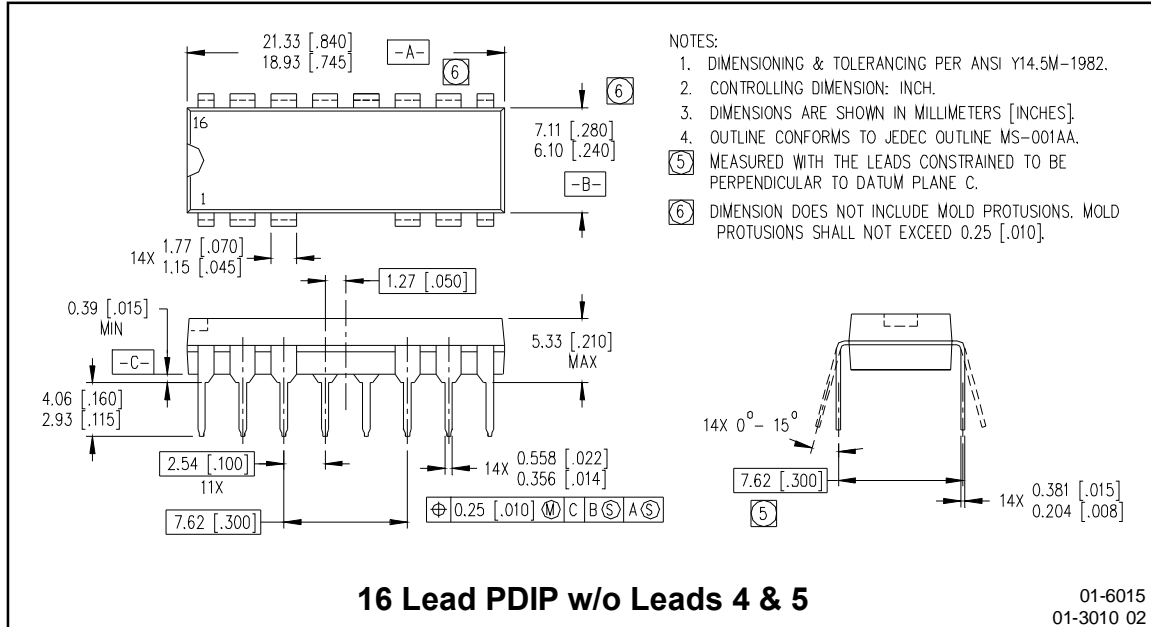 21.33 [.840]
18.93 [.745]
-A-
6
6
16
1
7.11 [.280]
6.10 [.240]
-B-
NOTES:
1. DIMENSIONING & TOLERANCING PER ANSI Y14.5M-1982.
2. CONTROLLING DIMENSION: INCH.
3. DIMENSIONS ARE SHOWN IN MILLIMETERS [INCHES].
4. OUTLINE CONFORMS TO JEDEC OUTLINE MS-001AA.
5 MEASURED WITH THE LEADS CONSTRAINED TO BE
PERPENDICULAR TO DATUM PLANE C.
6 DIMENSION DOES NOT INCLUDE MOLD PROTUSIONS. MOLD
PROTUSIONS SHALL NOT EXCEED 0.25 [.010].
14X 1.77 [.070]
1.15 [.045]
1.27 [.050]
0.39 [.015]
MIN
-C-
5.33 [.210]
MAX
4.06 [.160]
2.93 [.115]
2.54 [.100]
11X
14X 0.558 [.022]
0.356 [.014]
⌖ 0.25 [.010] Ⓜ C B Ⓢ A Ⓢ
7.62 [.300]
14X 0° - 15°
7.62 [.300]
5
14X 0.381 [.015]
0.204 [.008]
16 Lead PDIP w/o Leads 4 & 5
01-6015
01-3010 02